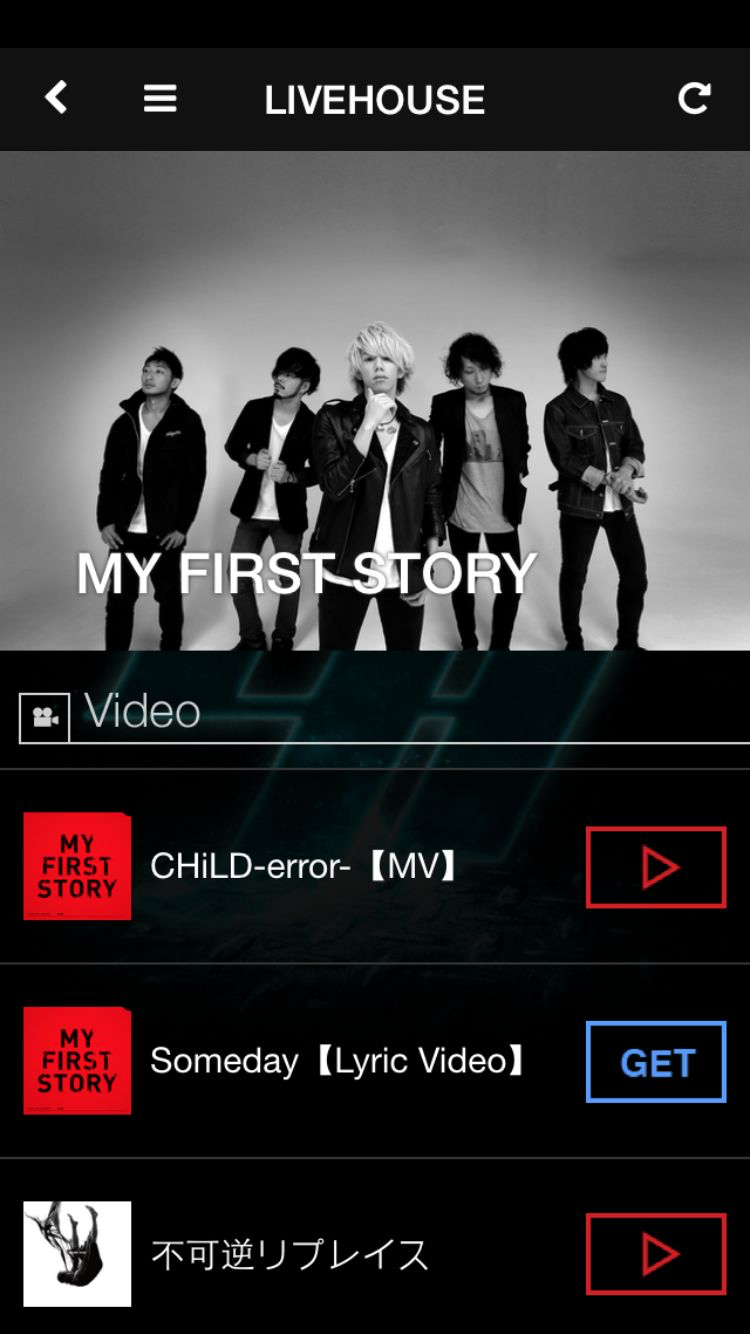 LIVEHOUSE
MY FIRST STORY
Video
MY
FIRST
STORY
CHiLD-error-【MV】
MY
FIRST
STORY
Someday【Lyric Video】
GET
不可逆リプレイス